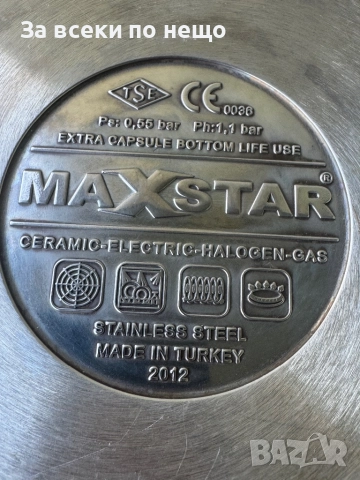 За всеки по нещо
TSE CE 0036
Ps: 0,55 bar Ph:1,1 bar
EXTRA CAPSULE BOTTOM LIFE USE
MAXSTAR®
CERAMIC-ELECTRIC-HALOGEN-GAS
STAINLESS STEEL
MADE IN TURKEY
2012
BAZAR